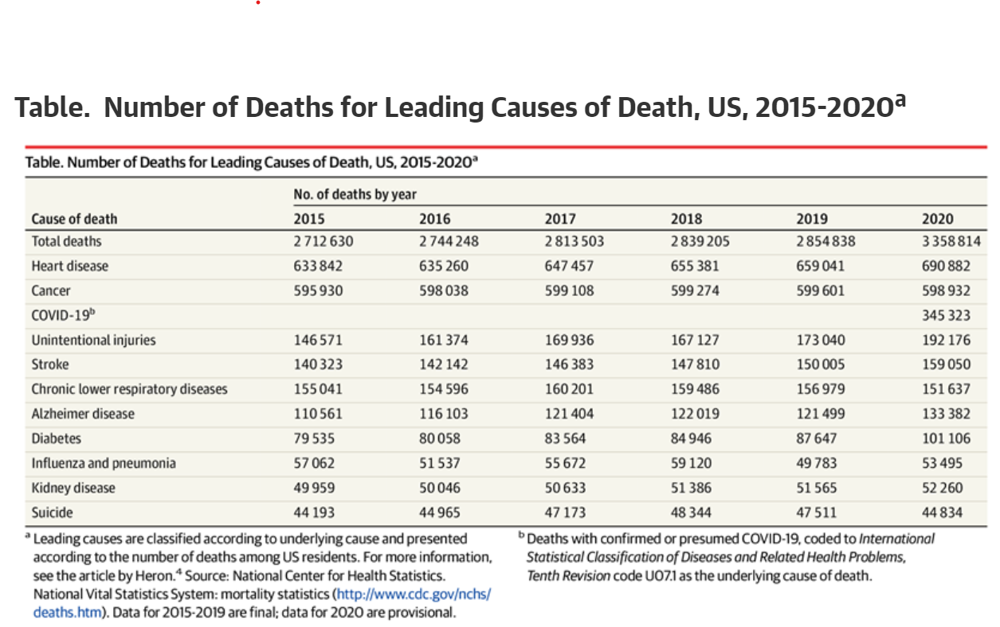 Table. Number of Deaths for Leading Causes of Death, US, 2015-2020a
Table. Number of Deaths for Leading Causes of Death, US, 2015-2020a
No. of deaths by year
Cause of death 2015 2016 2017 2018 2019 2020
Total deaths 2 712 630 2 744 248 2 813 503 2 839 205 2 854 838 3 358 814
Heart disease 633 842 635 260 647 457 655 381 659 041 690 882
Cancer 595 930 598 038 599 108 599 274 599 601 598 932
COVID-19b 345 323
Unintentional injuries 146 571 161 374 169 936 167 127 173 040 192 176
Stroke 140 323 142 142 146 383 147 810 150 005 159 050
Chronic lower respiratory diseases 155 041 154 596 160 201 159 486 156 979 151 637
Alzheimer disease 110 561 116 103 121 404 122 019 121 499 133 382
Diabetes 79 535 80 058 83 564 84 946 87 647 101 106
Influenza and pneumonia 57 062 51 537 55 672 59 120 49 783 53 495
Kidney disease 49 959 50 046 50 633 51 386 51 565 52 260
Suicide 44 193 44 965 47 173 48 344 47 511 44 834
a Leading causes are classified according to underlying cause and presented
according to the number of deaths among US residents. For more information,
see the article by Heron.4 Source: National Center for Health Statistics.
National Vital Statistics System: mortality statistics (http://www.cdc.gov/nchs/
deaths.htm). Data for 2015-2019 are final; data for 2020 are provisional.
b Deaths with confirmed or presumed COVID-19, coded to International
Statistical Classification of Diseases and Related Health Problems,
Tenth Revision code U07.1 as the underlying cause of death.